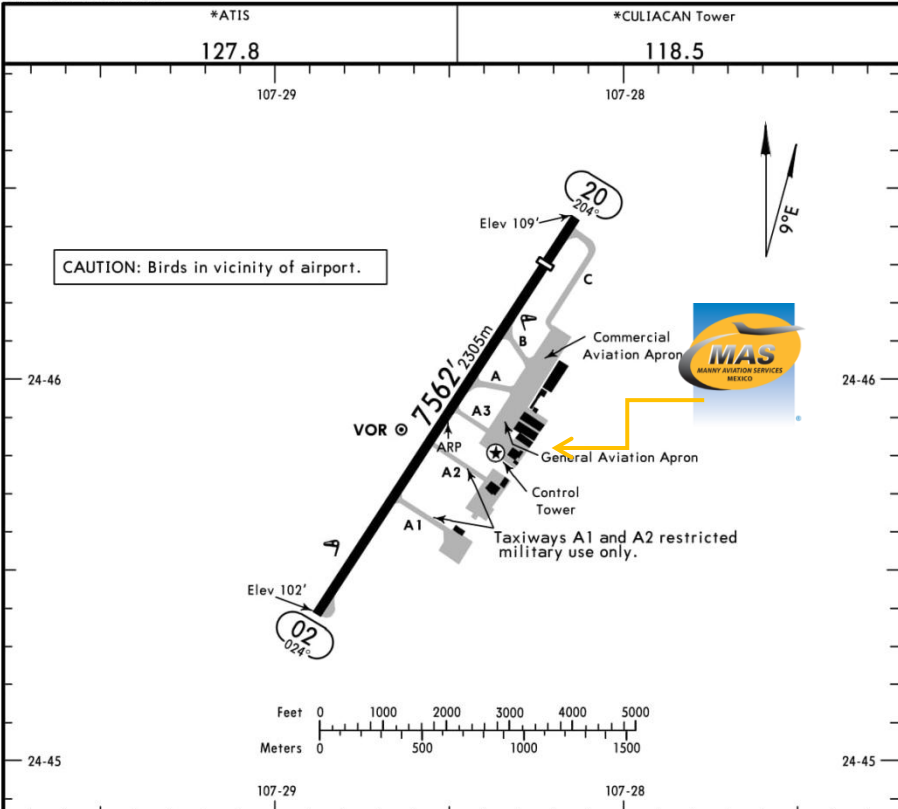 *ATIS
127.8
*CULIACAN Tower
118.5
107-29
107-28
20
204°
Elev 109'
9°E
CAUTION: Birds in vicinity of airport.
C
B
Commercial
Aviation Apron
MAS
MANNY AVIATION SERVICES
MEXICO
®
7562' 2305m
A
24-46
24-46
A3
VOR
ARP
General Aviation Apron
A2
Control
Tower
A1
Taxiways A1 and A2 restricted
military use only.
Elev 102'
02
024°
Feet 0 1000 2000 3000 4000 5000
Meters 0 500 1000 1500
24-45
24-45
107-29
107-28